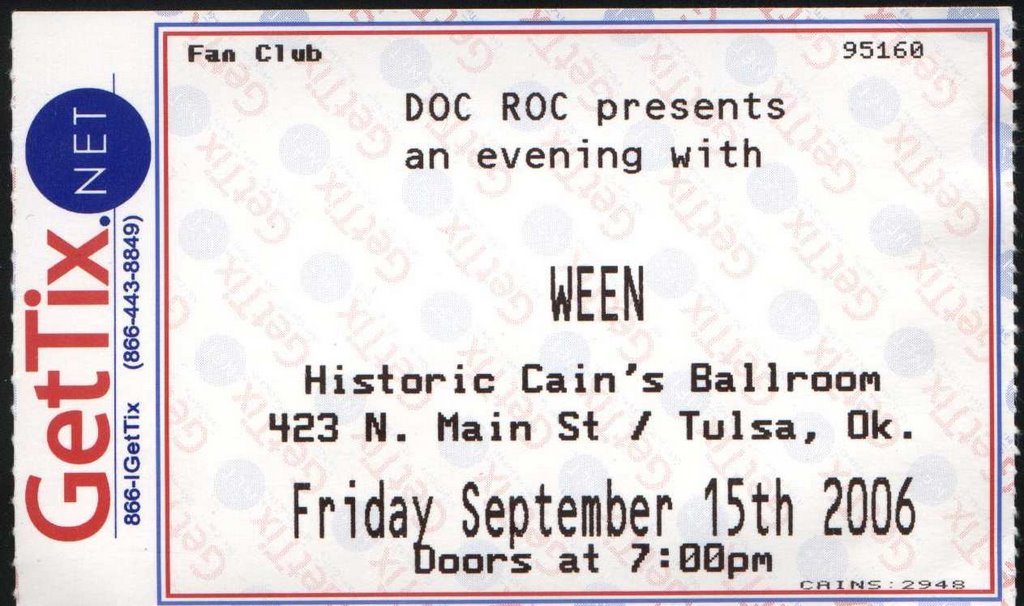 GetTix.NET
866-IGetTix (866-443-8849)
Fan Club
95160
DOC ROC presents
an evening with
WEEN
Historic Cain's Ballroom
423 N. Main St / Tulsa, Ok.
Friday September 15th 2006
Doors at 7:00pm
CAINS:2948